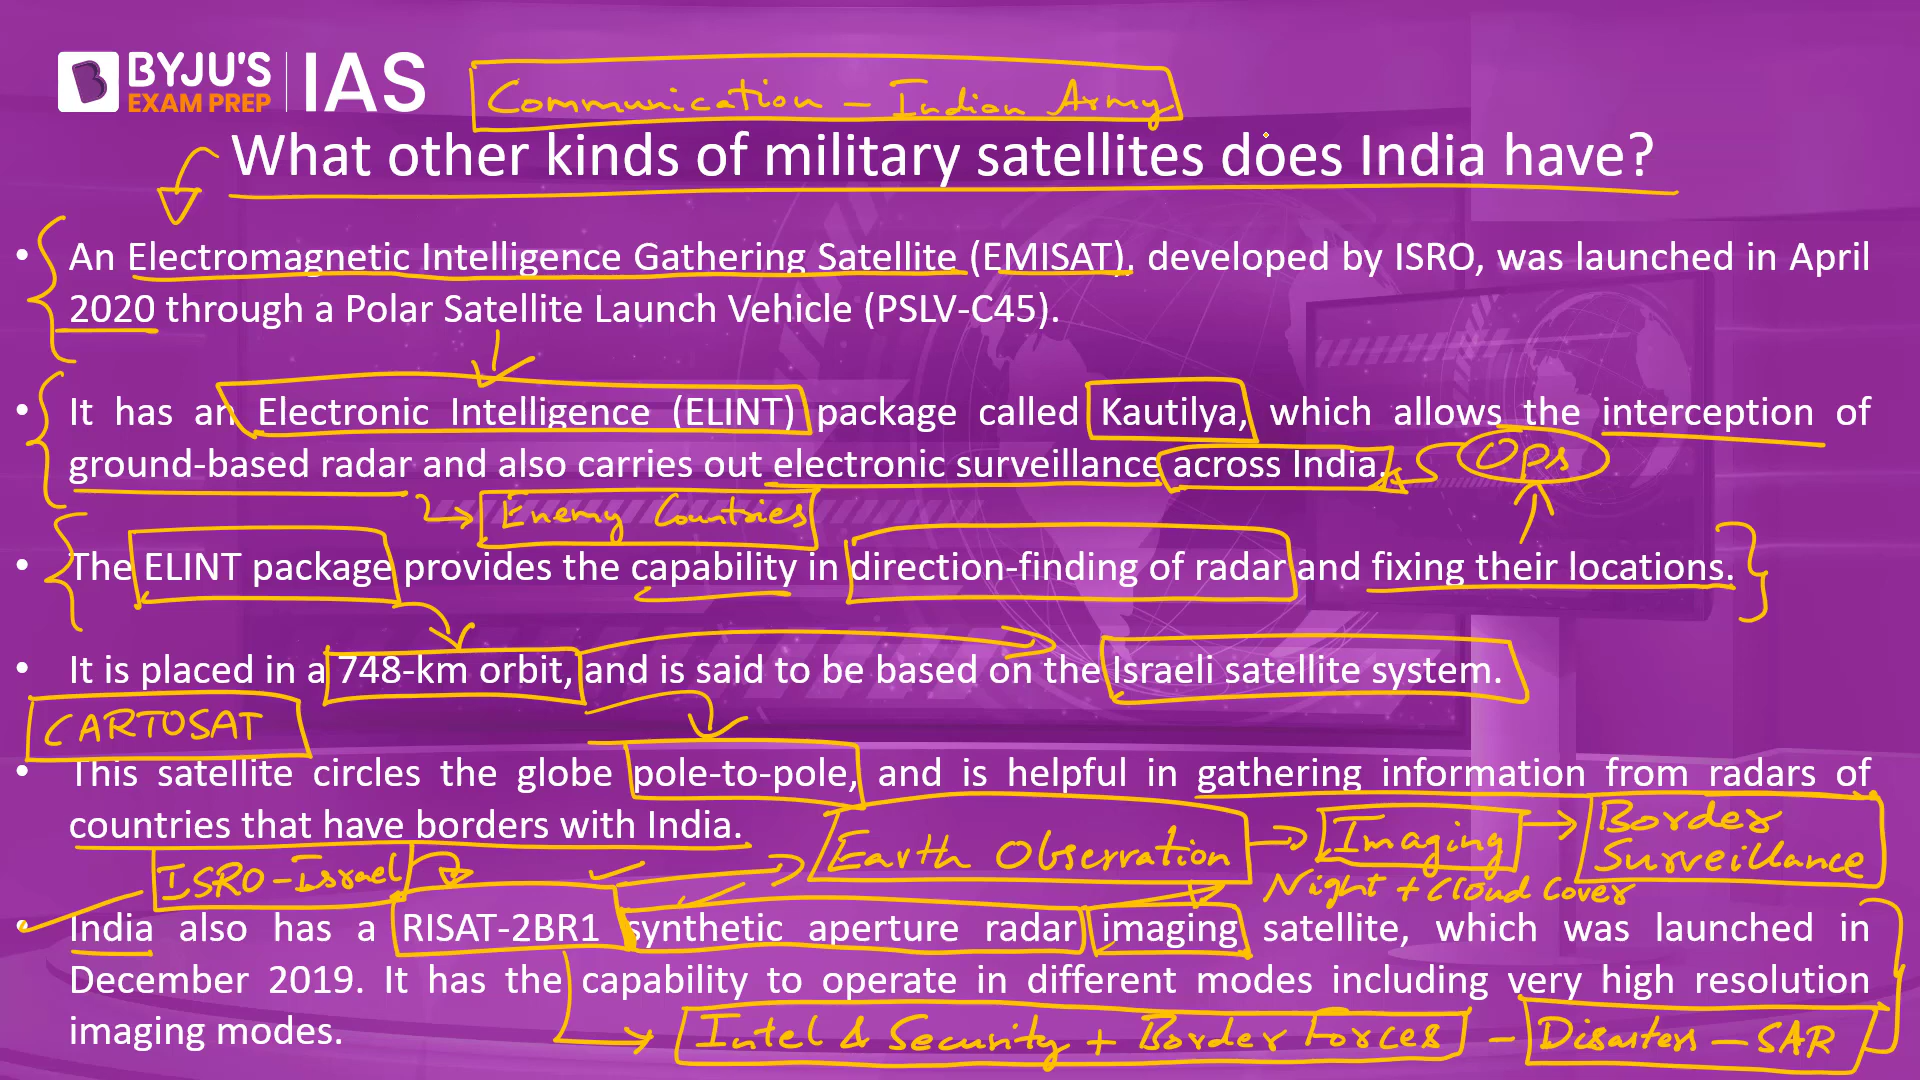 BYJU'S
EXAM PREP
IAS
Communication - Indian Army
What other kinds of military satellites does India have?
• An Electromagnetic Intelligence Gathering Satellite (EMISAT), developed by ISRO, was launched in April
2020 through a Polar Satellite Launch Vehicle (PSLV-C45).
• It has an Electronic Intelligence (ELINT) package called Kautilya, which allows the interception of
ground-based radar and also carries out electronic surveillance across India.
Ops
Enemy Countries
• The ELINT package provides the capability in direction-finding of radar and fixing their locations.
• It is placed in a 748-km orbit, and is said to be based on the Israeli satellite system.
CARTOSAT
• This satellite circles the globe pole-to-pole, and is helpful in gathering information from radars of
countries that have borders with India.
Earth Observation
Imaging
Border
Surveillance
ISRO-Israel
Night + Cloud Cover
• India also has a RISAT-2BR1 synthetic aperture radar imaging satellite, which was launched in
December 2019. It has the capability to operate in different modes including very high resolution
imaging modes.
Intel & Security + Border Forces - Disasters - SAR